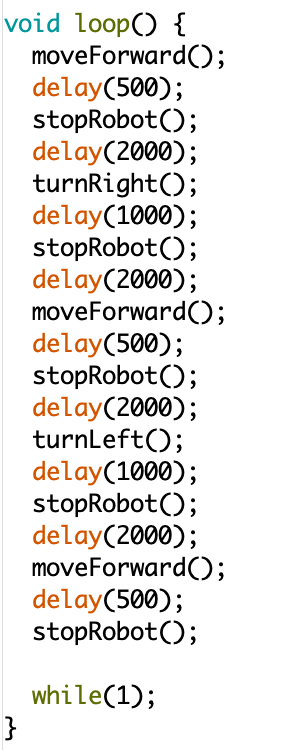 void loop() {
  moveForward();
  delay(500);
  stopRobot();
  delay(2000);
  turnRight();
  delay(1000);
  stopRobot();
  delay(2000);
  moveForward();
  delay(500);
  stopRobot();
  delay(2000);
  turnLeft();
  delay(1000);
  stopRobot();
  delay(2000);
  moveForward();
  delay(500);
  stopRobot();

  while(1);
}